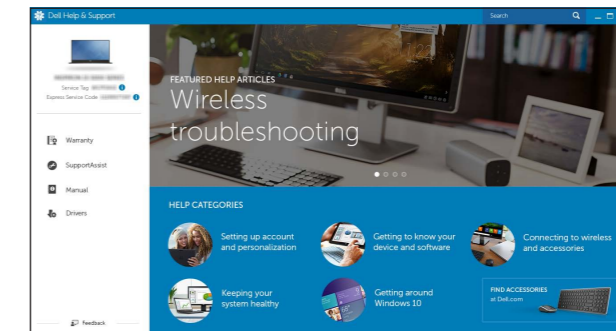 Dell Help & Support
Search
Service Tag
Express Service Code
Warranty
SupportAssist
Manual
Drivers
Feedback
FEATURED HELP ARTICLES
Wireless
troubleshooting
HELP CATEGORIES
Setting up account
and personalization
Getting to know your
device and software
Connecting to wireless
and accessories
Keeping your
system healthy
Getting around
Windows 10
FIND ACCESSORIES
at Dell.com